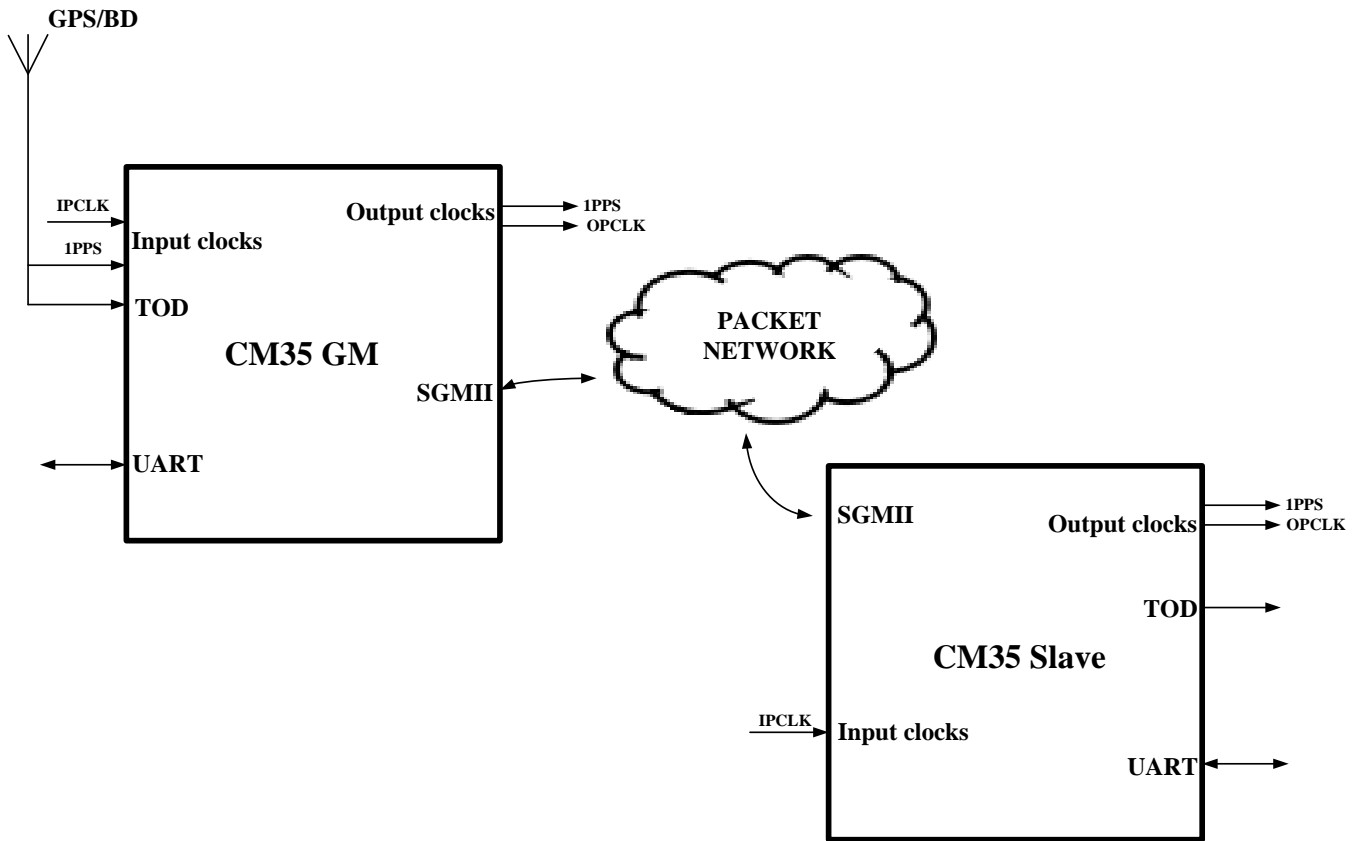 GPS/BD
IPCLK
Input clocks
1PPS
TOD
CM35 GM
UART
Output clocks
1PPS
OPCLK
SGMII
PACKET
NETWORK
SGMII
Output clocks
1PPS
OPCLK
TOD
CM35 Slave
IPCLK
Input clocks
UART